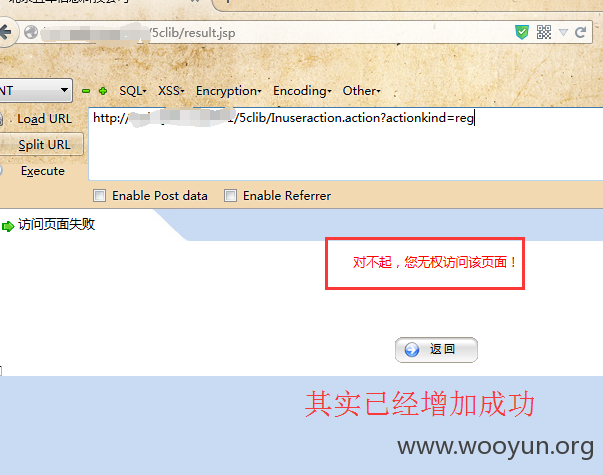 /5clib/result.jsp
NT SQL▾ XSS▾ Encryption▾ Encoding▾ Other▾
Load URL
http://
1/5clib/Inuseraction.action?actionkind=reg
Split URL
Execute
Enable Post data Enable Referrer
访问页面失败
对不起，您无权访问该页面！
返回
其实已经增加成功
www.wooyun.org